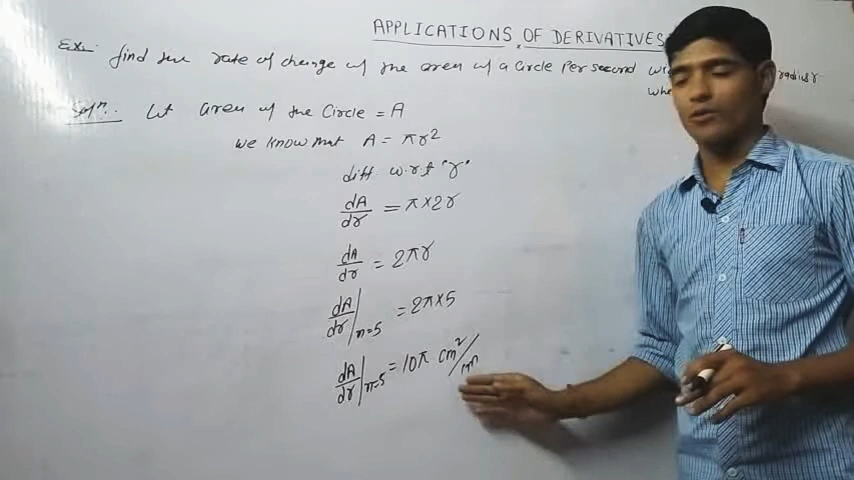 APPLICATIONS OF DERIVATIVES
Ex:- find the rate of change of the area of a circle Per second radius r
Solⁿ:- Let area of the Circle = A
we know that A = πr²
diff. w.r.t "r"
dA/dr = π×2r
dA/dr = 2πr
dA/dr | = 2π×5
dA/dr | = 10π cm²/